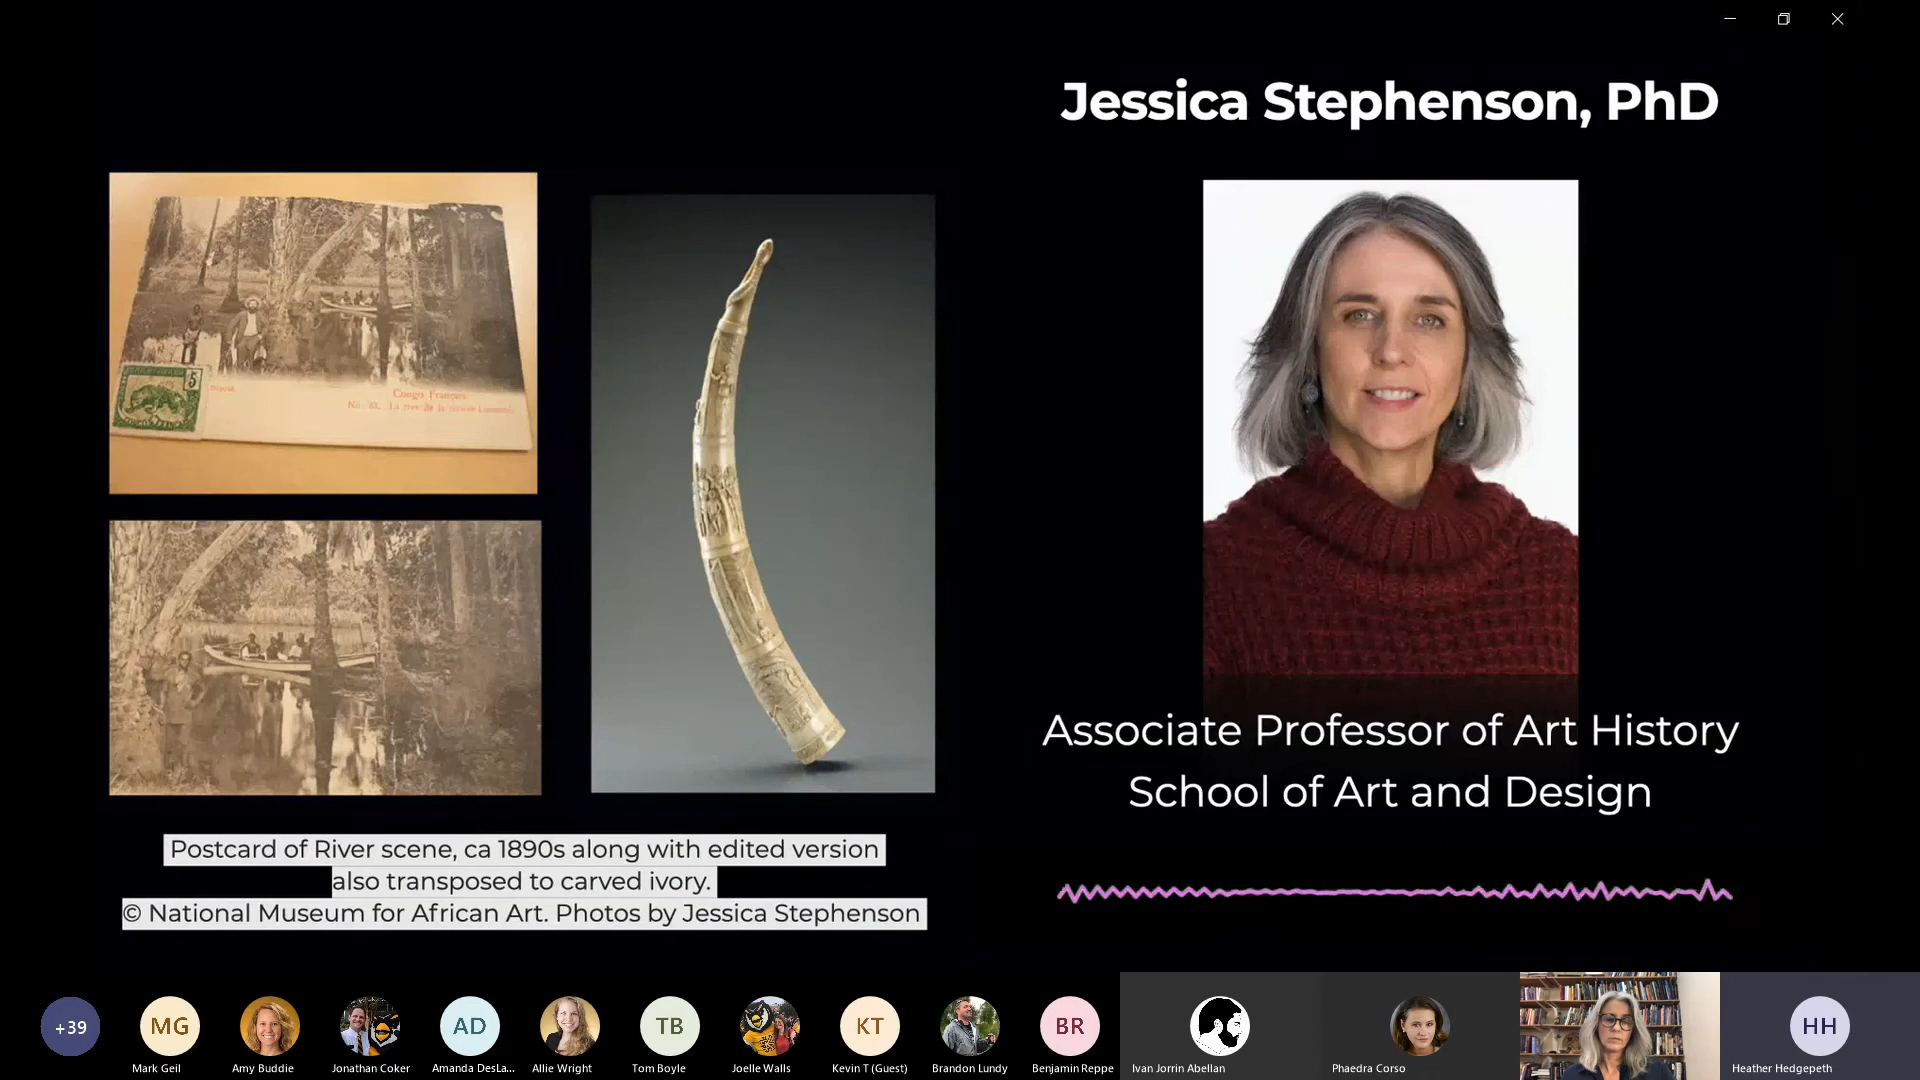 Jessica Stephenson, PhD
5
Congo Français
Associate Professor of Art History
School of Art and Design
Postcard of River scene, ca 1890s along with edited version
also transposed to carved ivory.
© National Museum for African Art. Photos by Jessica Stephenson
+39
MG
AD
TB
KT
BR
HH
Mark Geil
Amy Buddie
Jonathan Coker
Amanda DesLa...
Allie Wright
Tom Boyle
Joelle Walls
Kevin T (Guest)
Brandon Lundy
Benjamin Reppe
Ivan Jorrin Abellan
Phaedra Corso
Heather Hedgepeth